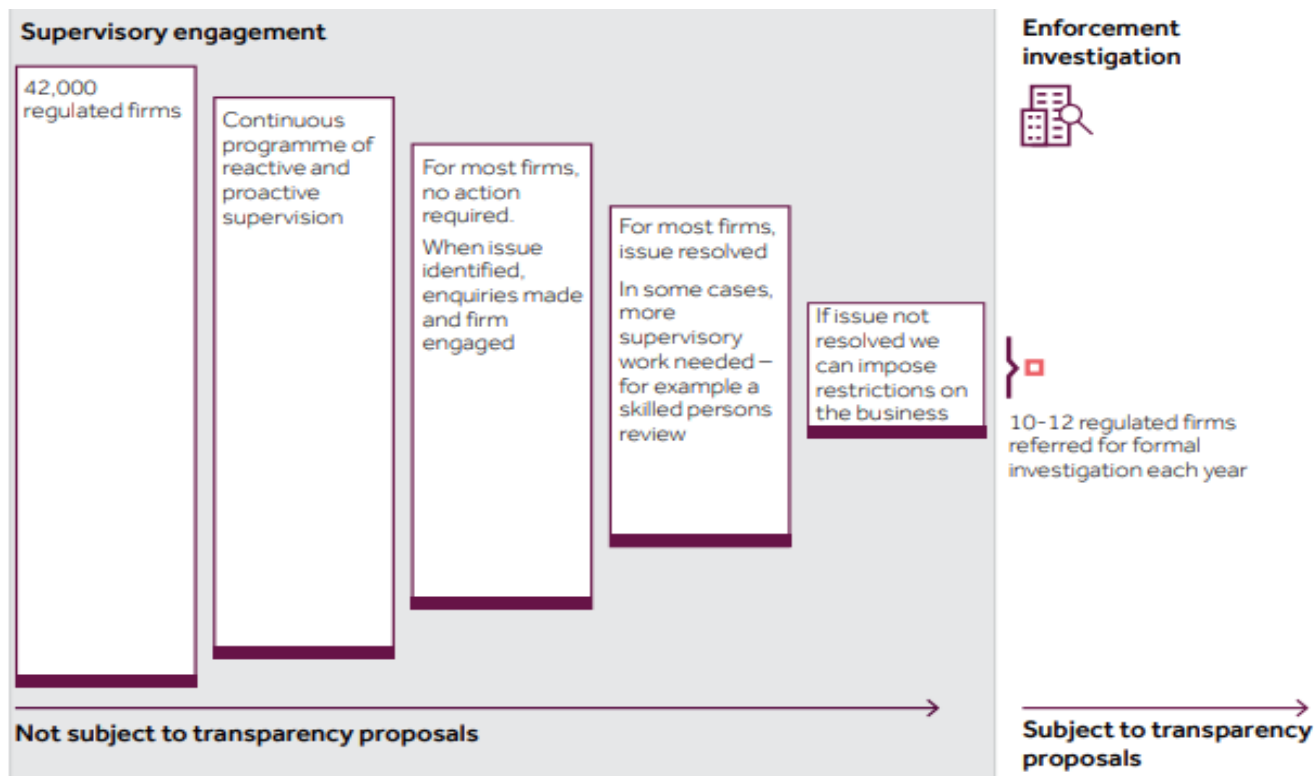 Supervisory engagement
42,000
regulated firms
Continuous
programme of
reactive and
proactive
supervision
For most firms,
no action
required.
When issue
identified,
enquiries made
and firm
engaged
For most firms,
issue resolved
In some cases,
more
supervisory
work needed –
for example a
skilled persons
review
If issue not
resolved we
can impose
restrictions on
the business
Not subject to transparency proposals
Enforcement
investigation
10-12 regulated firms
referred for formal
investigation each year
Subject to transparency
proposals